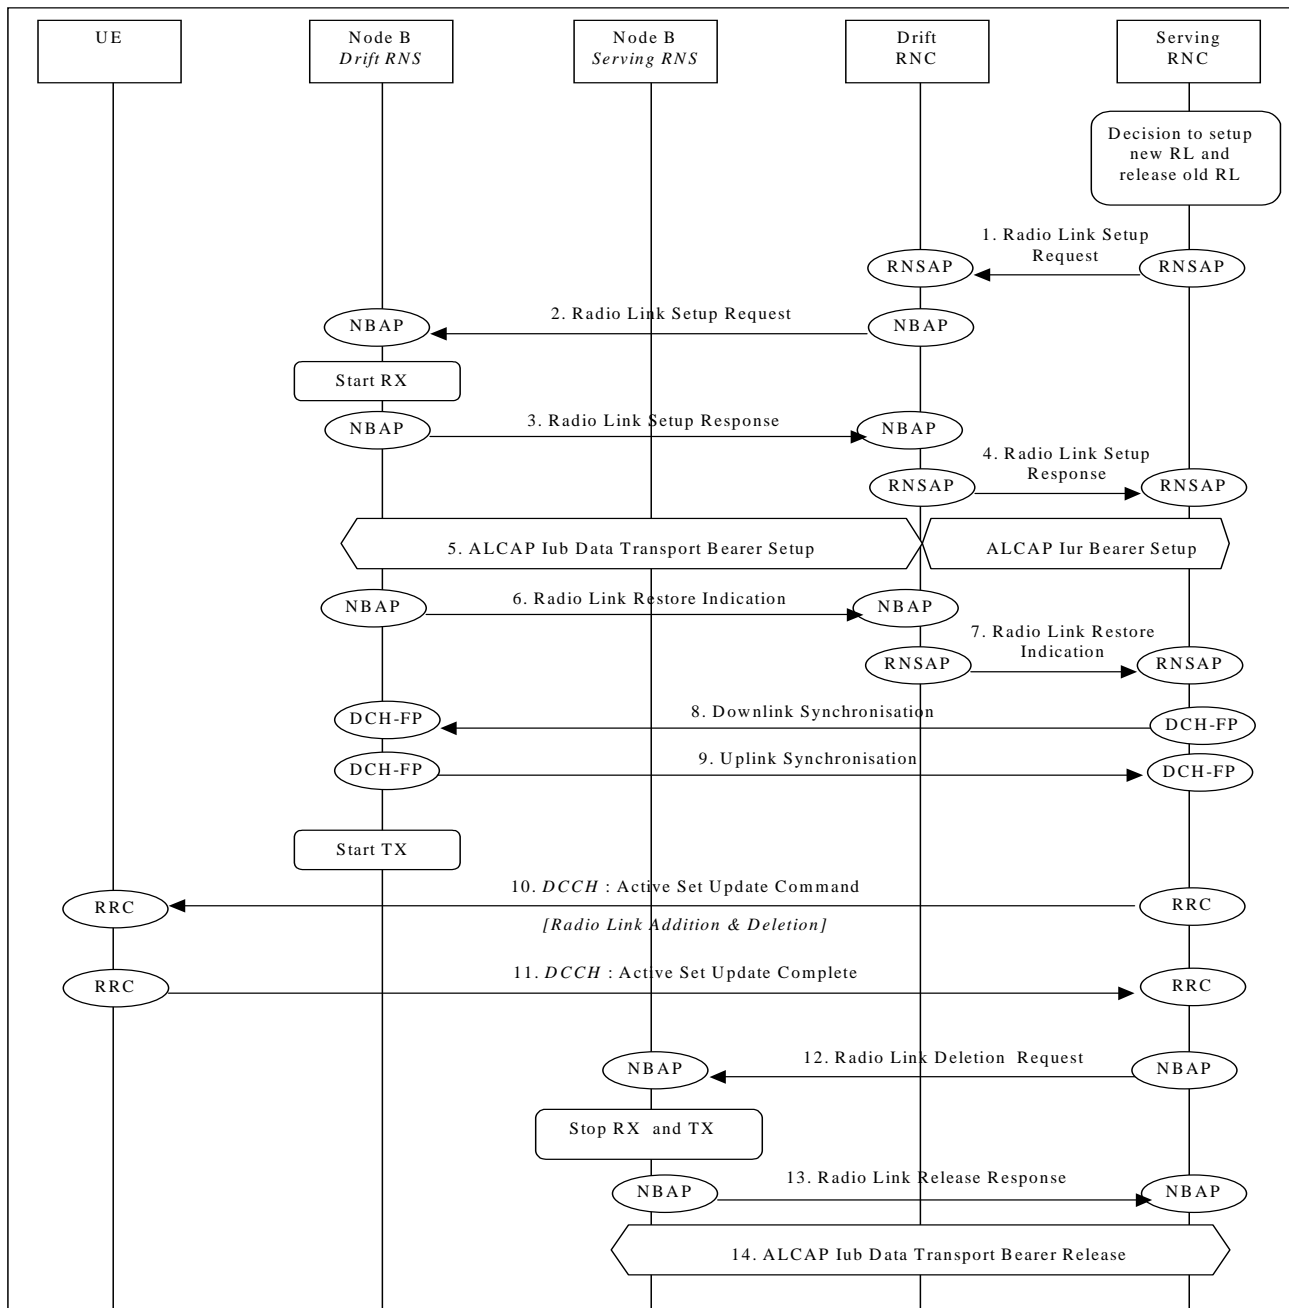 UE
Node B
Drift RNS
Node B
Serving RNS
Drift
RNC
Serving
RNC
Decision to setup
new RL and
release old RL
1. Radio Link Setup
Request
RNSAP
RNSAP
2. Radio Link Setup Request
NBAP
NBAP
Start RX
3. Radio Link Setup Response
NBAP
NBAP
4. Radio Link Setup
Response
RNSAP
RNSAP
5. ALCAP Iub Data Transport Bearer Setup
ALCAP Iur Bearer Setup
6. Radio Link Restore Indication
NBAP
NBAP
7. Radio Link Restore
Indication
RNSAP
RNSAP
8. Downlink Synchronisation
DCH-FP
DCH-FP
9. Uplink Synchronisation
DCH-FP
DCH-FP
Start TX
10. DCCH : Active Set Update Command
RRC
RRC
[Radio Link Addition & Deletion]
11. DCCH : Active Set Update Complete
RRC
RRC
12. Radio Link Deletion Request
NBAP
NBAP
Stop RX and TX
13. Radio Link Release Response
NBAP
NBAP
14. ALCAP Iub Data Transport Bearer Release